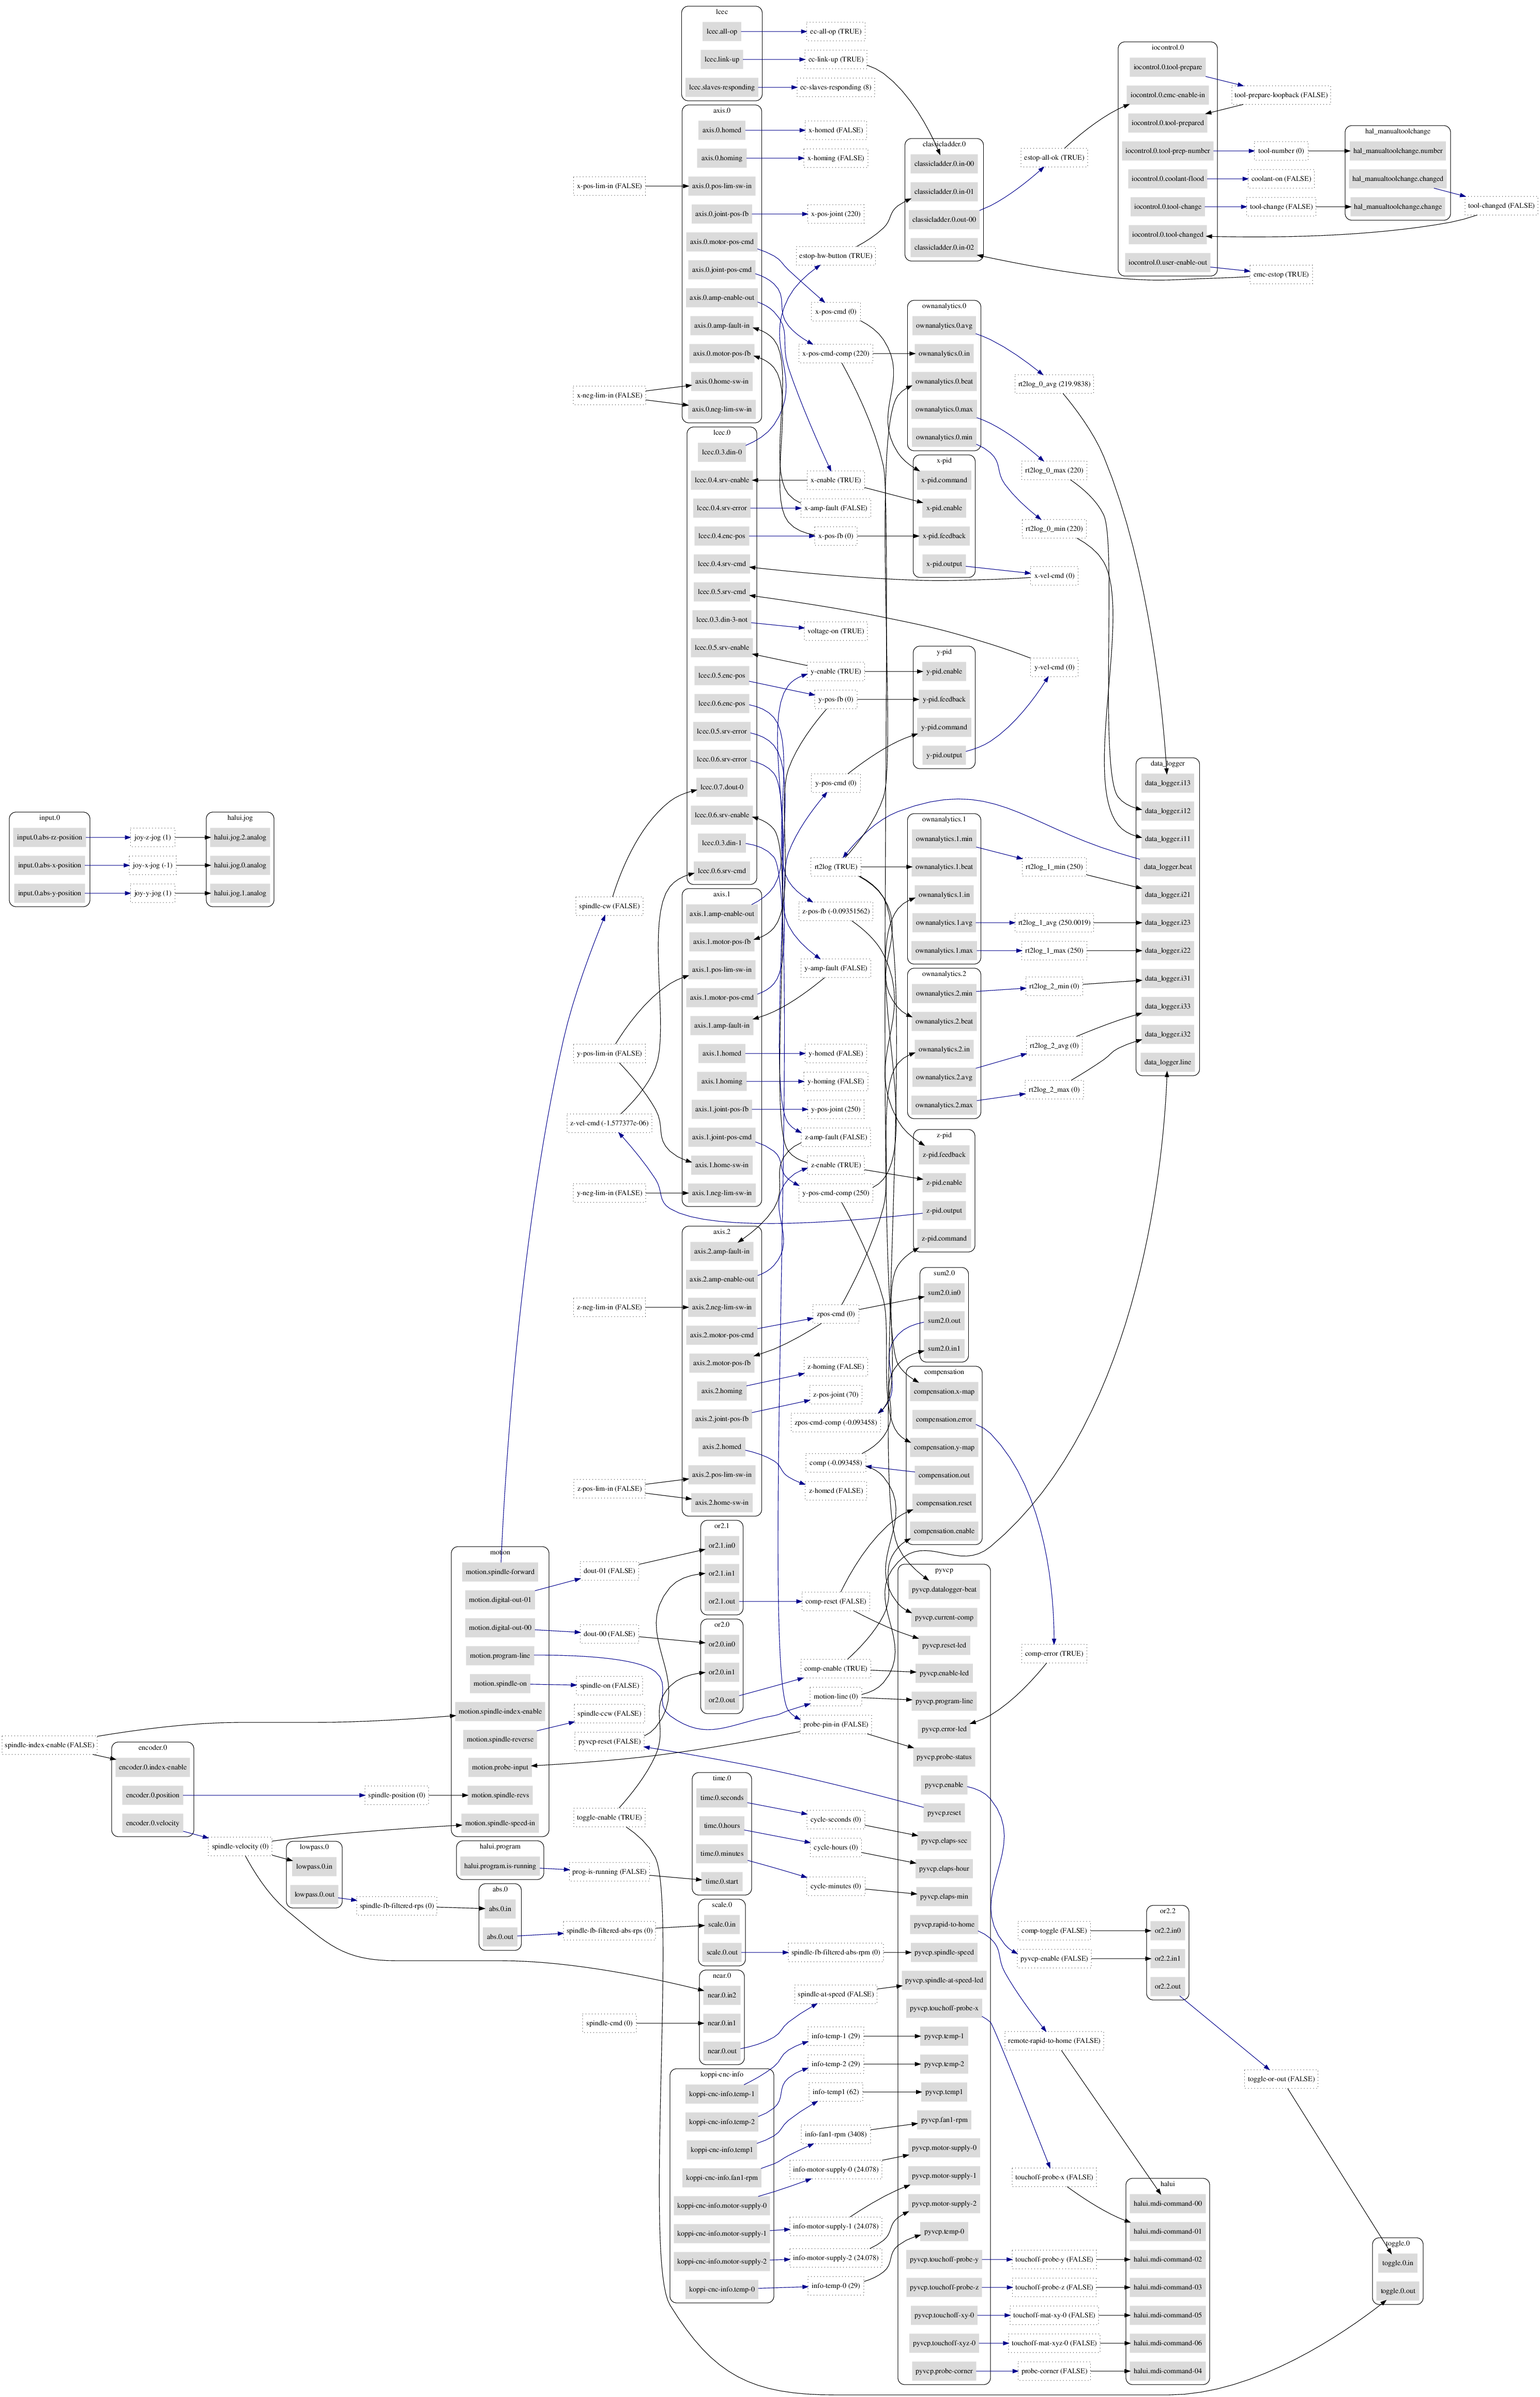 lcec
lcec.all-op
ec-all-op (TRUE)
lcec.link-up
ec-link-up (TRUE)
lcec.slaves-responding
ec-slaves-responding (8)
iocontrol.0
iocontrol.0.tool-prepare
iocontrol.0.emc-enable-in
tool-prepare-loopback (FALSE)
iocontrol.0.tool-prepared
iocontrol.0.tool-prep-number
tool-number (0)
iocontrol.0.coolant-flood
coolant-on (FALSE)
iocontrol.0.tool-change
tool-change (FALSE)
iocontrol.0.tool-changed
iocontrol.0.user-enable-out
emc-estop (TRUE)
hal_manualtoolchange
hal_manualtoolchange.number
hal_manualtoolchange.changed
hal_manualtoolchange.change
tool-changed (FALSE)
axis.0
axis.0.homed
x-homed (FALSE)
axis.0.homing
x-homing (FALSE)
x-pos-lim-in (FALSE)
axis.0.pos-lim-sw-in
axis.0.joint-pos-fb
x-pos-joint (220)
axis.0.motor-pos-cmd
axis.0.joint-pos-cmd
axis.0.amp-enable-out
axis.0.amp-fault-in
axis.0.motor-pos-fb
axis.0.home-sw-in
x-neg-lim-in (FALSE)
axis.0.neg-lim-sw-in
classicladder.0
classicladder.0.in-00
classicladder.0.in-01
classicladder.0.out-00
classicladder.0.in-02
estop-all-ok (TRUE)
estop-hw-button (TRUE)
x-pos-cmd (0)
x-pos-cmd-comp (220)
ownanalytics.0
ownanalytics.0.avg
ownanalytics.0.in
ownanalytics.0.beat
ownanalytics.0.max
ownanalytics.0.min
rt2log_0_avg (219.9838)
rt2log_0_max (220)
rt2log_0_min (220)
lcec.0
lcec.0.3.din-0
lcec.0.4.srv-enable
lcec.0.4.srv-error
lcec.0.4.enc-pos
lcec.0.4.srv-cmd
lcec.0.5.srv-cmd
lcec.0.3.din-3-not
lcec.0.5.srv-enable
lcec.0.5.enc-pos
lcec.0.6.enc-pos
lcec.0.5.srv-error
lcec.0.6.srv-error
lcec.0.7.dout-0
lcec.0.6.srv-enable
lcec.0.3.din-1
lcec.0.6.srv-cmd
x-enable (TRUE)
x-amp-fault (FALSE)
x-pos-fb (0)
x-pid
x-pid.command
x-pid.enable
x-pid.feedback
x-pid.output
x-vel-cmd (0)
voltage-on (TRUE)
y-enable (TRUE)
y-pos-fb (0)
y-pid
y-pid.enable
y-pid.feedback
y-pid.command
y-pid.output
y-vel-cmd (0)
y-pos-cmd (0)
data_logger
data_logger.i13
data_logger.i12
data_logger.i11
data_logger.beat
data_logger.i21
data_logger.i23
data_logger.i22
data_logger.i31
data_logger.i33
data_logger.i32
data_logger.line
input.0
input.0.abs-rz-position
input.0.abs-x-position
input.0.abs-y-position
joy-z-jog (1)
joy-x-jog (-1)
joy-y-jog (1)
halui.jog
halui.jog.2.analog
halui.jog.0.analog
halui.jog.1.analog
spindle-cw (FALSE)
rt2log (TRUE)
ownanalytics.1
ownanalytics.1.min
ownanalytics.1.beat
ownanalytics.1.in
ownanalytics.1.avg
ownanalytics.1.max
rt2log_1_min (250)
rt2log_1_avg (250.0019)
rt2log_1_max (250)
z-pos-fb (-0.09351562)
y-amp-fault (FALSE)
axis.1
axis.1.amp-enable-out
axis.1.motor-pos-fb
axis.1.pos-lim-sw-in
axis.1.motor-pos-cmd
axis.1.amp-fault-in
axis.1.homed
axis.1.homing
axis.1.joint-pos-fb
axis.1.joint-pos-cmd
axis.1.home-sw-in
axis.1.neg-lim-sw-in
y-pos-lim-in (FALSE)
z-vel-cmd (-1.577377e-06)
y-neg-lim-in (FALSE)
y-homed (FALSE)
y-homing (FALSE)
y-pos-joint (250)
z-amp-fault (FALSE)
z-enable (TRUE)
y-pos-cmd-comp (250)
ownanalytics.2
ownanalytics.2.min
ownanalytics.2.beat
ownanalytics.2.in
ownanalytics.2.avg
ownanalytics.2.max
rt2log_2_min (0)
rt2log_2_avg (0)
rt2log_2_max (0)
z-pid
z-pid.feedback
z-pid.enable
z-pid.output
z-pid.command
axis.2
axis.2.amp-fault-in
axis.2.amp-enable-out
axis.2.neg-lim-sw-in
axis.2.motor-pos-cmd
axis.2.motor-pos-fb
axis.2.homing
axis.2.joint-pos-fb
axis.2.homed
axis.2.pos-lim-sw-in
axis.2.home-sw-in
z-neg-lim-in (FALSE)
z-pos-lim-in (FALSE)
zpos-cmd (0)
z-homing (FALSE)
z-pos-joint (70)
zpos-cmd-comp (-0.093458)
comp (-0.093458)
z-homed (FALSE)
sum2.0
sum2.0.in0
sum2.0.out
sum2.0.in1
compensation
compensation.x-map
compensation.error
compensation.y-map
compensation.out
compensation.reset
compensation.enable
motion
motion.spindle-forward
motion.digital-out-01
motion.digital-out-00
motion.program-line
motion.spindle-on
motion.spindle-index-enable
motion.spindle-reverse
motion.probe-input
motion.spindle-revs
motion.spindle-speed-in
dout-01 (FALSE)
dout-00 (FALSE)
spindle-on (FALSE)
spindle-ccw (FALSE)
pyvcp-reset (FALSE)
toggle-enable (TRUE)
or2.1
or2.1.in0
or2.1.in1
or2.1.out
or2.0
or2.0.in0
or2.0.in1
or2.0.out
comp-reset (FALSE)
comp-enable (TRUE)
motion-line (0)
probe-pin-in (FALSE)
comp-error (TRUE)
pyvcp
pyvcp.datalogger-beat
pyvcp.current-comp
pyvcp.reset-led
pyvcp.enable-led
pyvcp.program-line
pyvcp.error-led
pyvcp.probe-status
pyvcp.enable
pyvcp.reset
pyvcp.elaps-sec
pyvcp.elaps-hour
pyvcp.elaps-min
pyvcp.rapid-to-home
pyvcp.spindle-speed
pyvcp.spindle-at-speed-led
pyvcp.touchoff-probe-x
pyvcp.temp-1
pyvcp.temp-2
pyvcp.temp1
pyvcp.fan1-rpm
pyvcp.motor-supply-0
pyvcp.motor-supply-1
pyvcp.motor-supply-2
pyvcp.temp-0
pyvcp.touchoff-probe-y
pyvcp.touchoff-probe-z
pyvcp.touchoff-xy-0
pyvcp.touchoff-xyz-0
pyvcp.probe-corner
spindle-index-enable (FALSE)
encoder.0
encoder.0.index-enable
encoder.0.position
encoder.0.velocity
spindle-position (0)
spindle-velocity (0)
lowpass.0
lowpass.0.in
lowpass.0.out
spindle-fb-filtered-rps (0)
halui.program
halui.program.is-running
prog-is-running (FALSE)
abs.0
abs.0.in
abs.0.out
spindle-fb-filtered-abs-rps (0)
time.0
time.0.seconds
time.0.hours
time.0.minutes
time.0.start
cycle-seconds (0)
cycle-hours (0)
cycle-minutes (0)
scale.0
scale.0.in
scale.0.out
spindle-fb-filtered-abs-rpm (0)
near.0
near.0.in2
near.0.in1
near.0.out
spindle-cmd (0)
spindle-at-speed (FALSE)
koppi-cnc-info
koppi-cnc-info.temp-1
koppi-cnc-info.temp-2
koppi-cnc-info.temp1
koppi-cnc-info.fan1-rpm
koppi-cnc-info.motor-supply-0
koppi-cnc-info.motor-supply-1
koppi-cnc-info.motor-supply-2
koppi-cnc-info.temp-0
info-temp-1 (29)
info-temp-2 (29)
info-temp1 (62)
info-fan1-rpm (3408)
info-motor-supply-0 (24.078)
info-motor-supply-1 (24.078)
info-motor-supply-2 (24.078)
info-temp-0 (29)
comp-toggle (FALSE)
pyvcp-enable (FALSE)
remote-rapid-to-home (FALSE)
touchoff-probe-x (FALSE)
touchoff-probe-y (FALSE)
touchoff-probe-z (FALSE)
touchoff-mat-xy-0 (FALSE)
touchoff-mat-xyz-0 (FALSE)
probe-corner (FALSE)
or2.2
or2.2.in0
or2.2.in1
or2.2.out
toggle-or-out (FALSE)
halui
halui.mdi-command-00
halui.mdi-command-01
halui.mdi-command-02
halui.mdi-command-03
halui.mdi-command-05
halui.mdi-command-06
halui.mdi-command-04
toggle.0
toggle.0.in
toggle.0.out